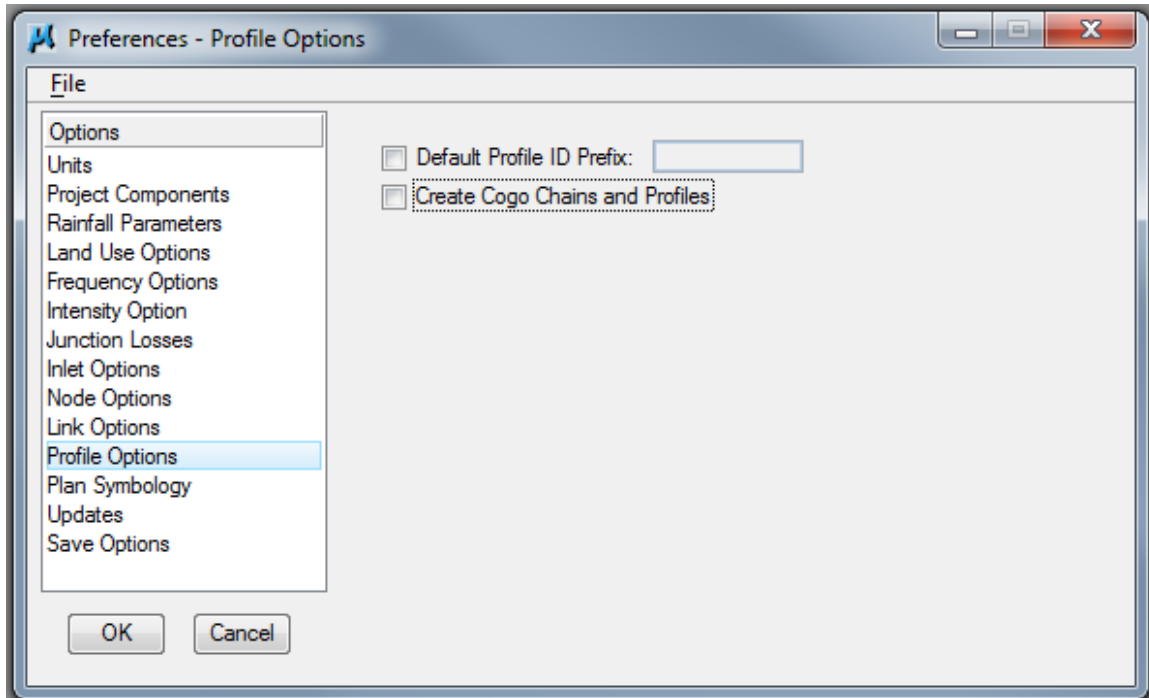 Preferences - Profile Options
File
Options
Units
Project Components
Rainfall Parameters
Land Use Options
Frequency Options
Intensity Option
Junction Losses
Inlet Options
Node Options
Link Options
Profile Options
Plan Symbology
Updates
Save Options
Default Profile ID Prefix:
Create Cogo Chains and Profiles
OK
Cancel